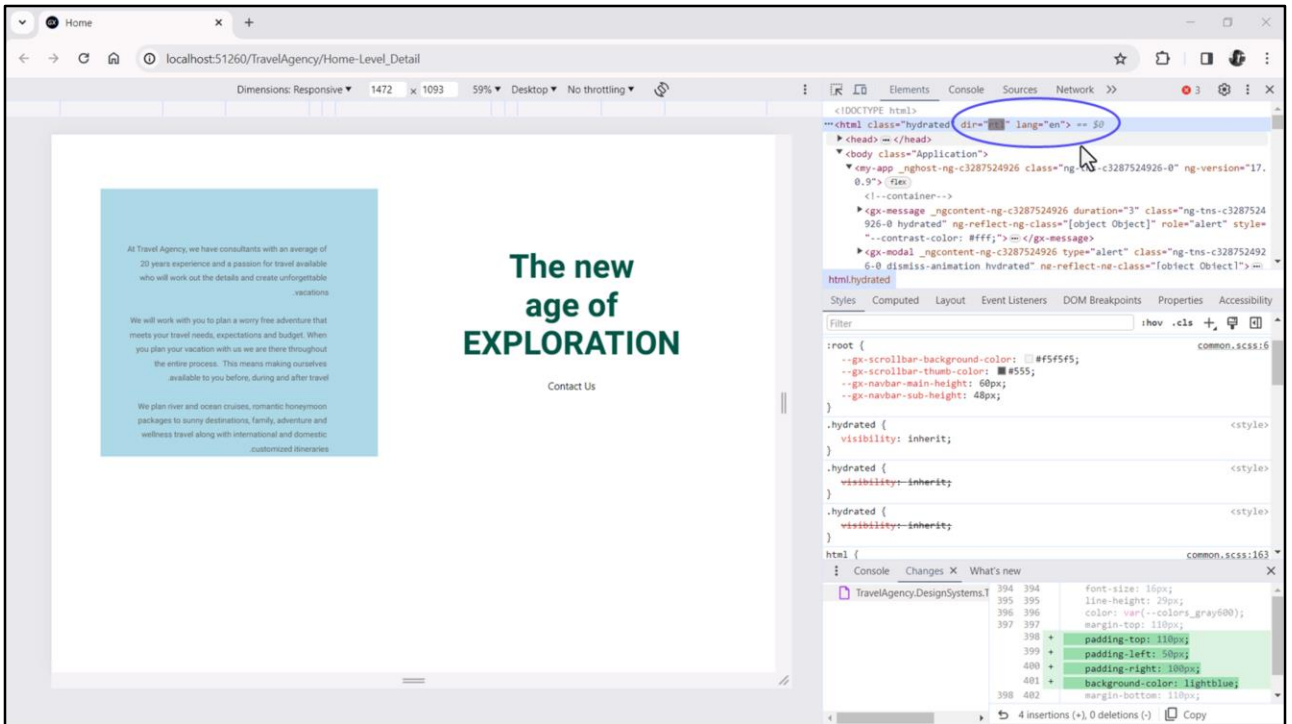 Home
localhost:51260/TravelAgency/Home-Level_Detail
Dimensions: Responsive ▼ 1472 × 1093 59% ▼ Desktop ▼ No throttling ▼
At Travel Agency, we have consultants with an average of
20 years experience and a passion for travel available
who will work out the details and create unforgettable
.vacations
We will work with you to plan a worry free adventure that
meets your travel needs, expectations and budget. When
you plan your vacation with us we are there throughout
the entire process. This means making ourselves
.available to you before, during and after travel
We plan river and ocean cruises, romantic honeymoon
packages to sunny destinations, family, adventure and
wellness travel along with international and domestic
.customized itineraries
The new
age of
EXPLORATION
Contact Us
Elements Console Sources Network >> 3
<!DOCTYPE html>
<html class="hydrated" dir="rtl" lang="en"> == $0
<head> </head>
<body class="Application">
<my-app _nghost-ng-c3287524926 class="ng-tns-c3287524926-0" ng-version="17.
0.9"> flex
<!--container-->
<gx-message _ngcontent-ng-c3287524926 duration="3" class="ng-tns-c3287524
926-0 hydrated" ng-reflect-ng-class="[object Object]" role="alert" style=
"--contrast-color: #fff;"> </gx-message>
<gx-modal _ngcontent-ng-c3287524926 type="alert" class="ng-tns-c328752492
6-0 dismiss-animation hydrated" ng-reflect-ng-class="[object Object]">
html.hydrated
Styles Computed Layout Event Listeners DOM Breakpoints Properties Accessibility
Filter :hov .cls
:root { common.scss:6
--gx-scrollbar-background-color: #f5f5f5;
--gx-scrollbar-thumb-color: #555;
--gx-navbar-main-height: 60px;
--gx-navbar-sub-height: 48px;
}
.hydrated { <style>
visibility: inherit;
}
.hydrated { <style>
visibility: inherit;
}
.hydrated { <style>
visibility: inherit;
}
html { common.scss:163
Console Changes × What's new
TravelAgency.DesignSystems.T
394 394 font-size: 16px;
395 395 line-height: 29px;
396 396 color: var(--colors_gray600);
397 397 margin-top: 110px;
398 + padding-top: 110px;
399 + padding-left: 50px;
400 + padding-right: 100px;
401 + background-color: lightblue;
398 402 margin-bottom: 110px;
4 insertions (+), 0 deletions (-) Copy